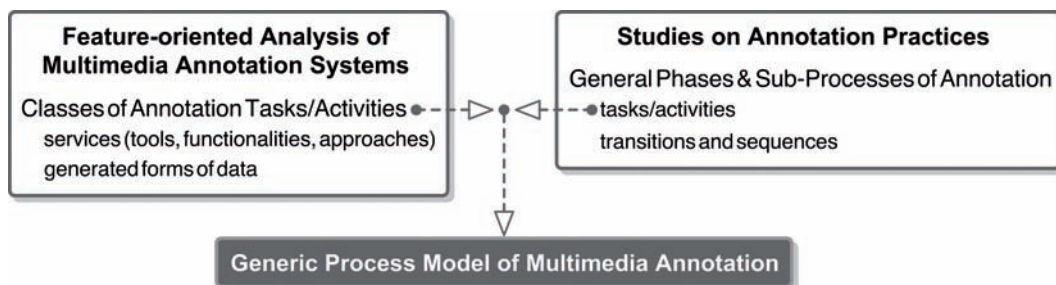 Feature-oriented Analysis of
Multimedia Annotation Systems
Classes of Annotation Tasks/Activities
services (tools, functionalities, approaches)
generated forms of data
Studies on Annotation Practices
General Phases & Sub-Processes of Annotation
tasks/activities
transitions and sequences
Generic Process Model of Multimedia Annotation